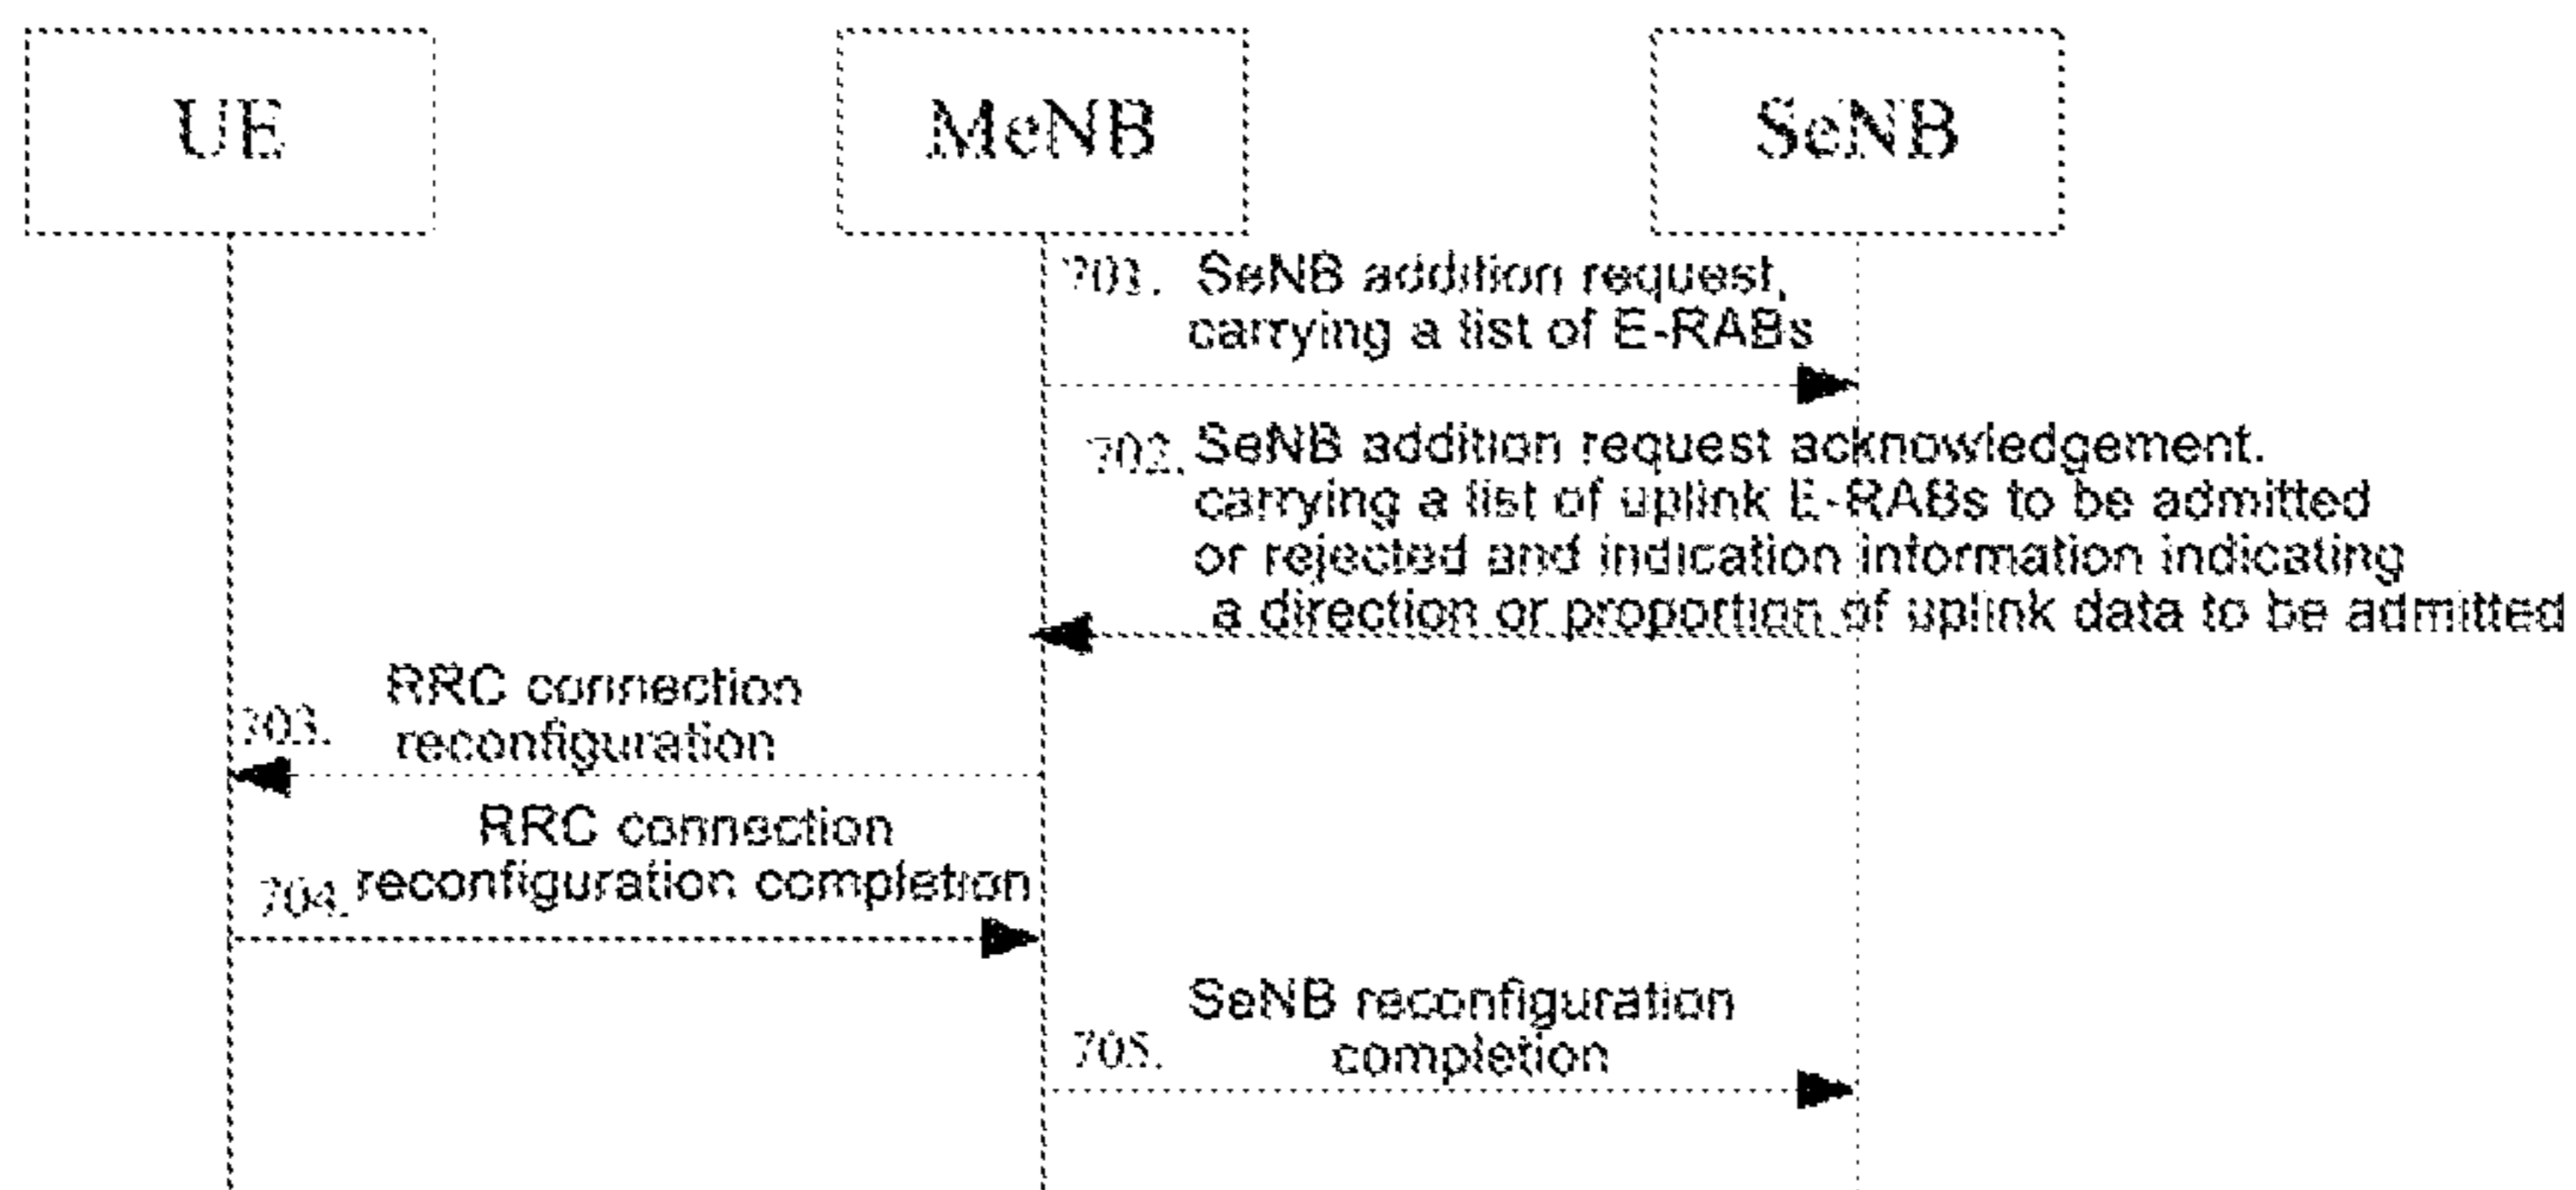 UE
MeNB
SeNB
701. SeNB addition request,
carrying a list of E-RABs
702. SeNB addition request acknowledgement.
carrying a list of uplink E-RABs to be admitted
or rejected and indication information indicating
a direction or proportion of uplink data to be admitted
RRC connection
703. reconfiguration
RRC connection
704. reconfiguration completion
SeNB reconfiguration
705. completion